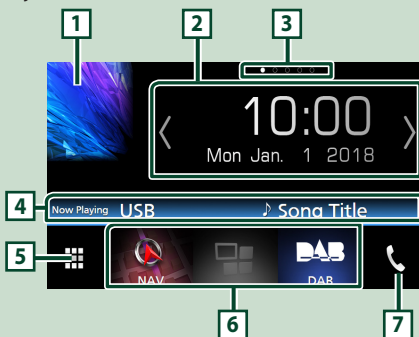 1 2 3
10:00
Mon Jan. 1 2018
4
Now Playing USB ♪ Song Title
5
NAV DAB DAB
6 7